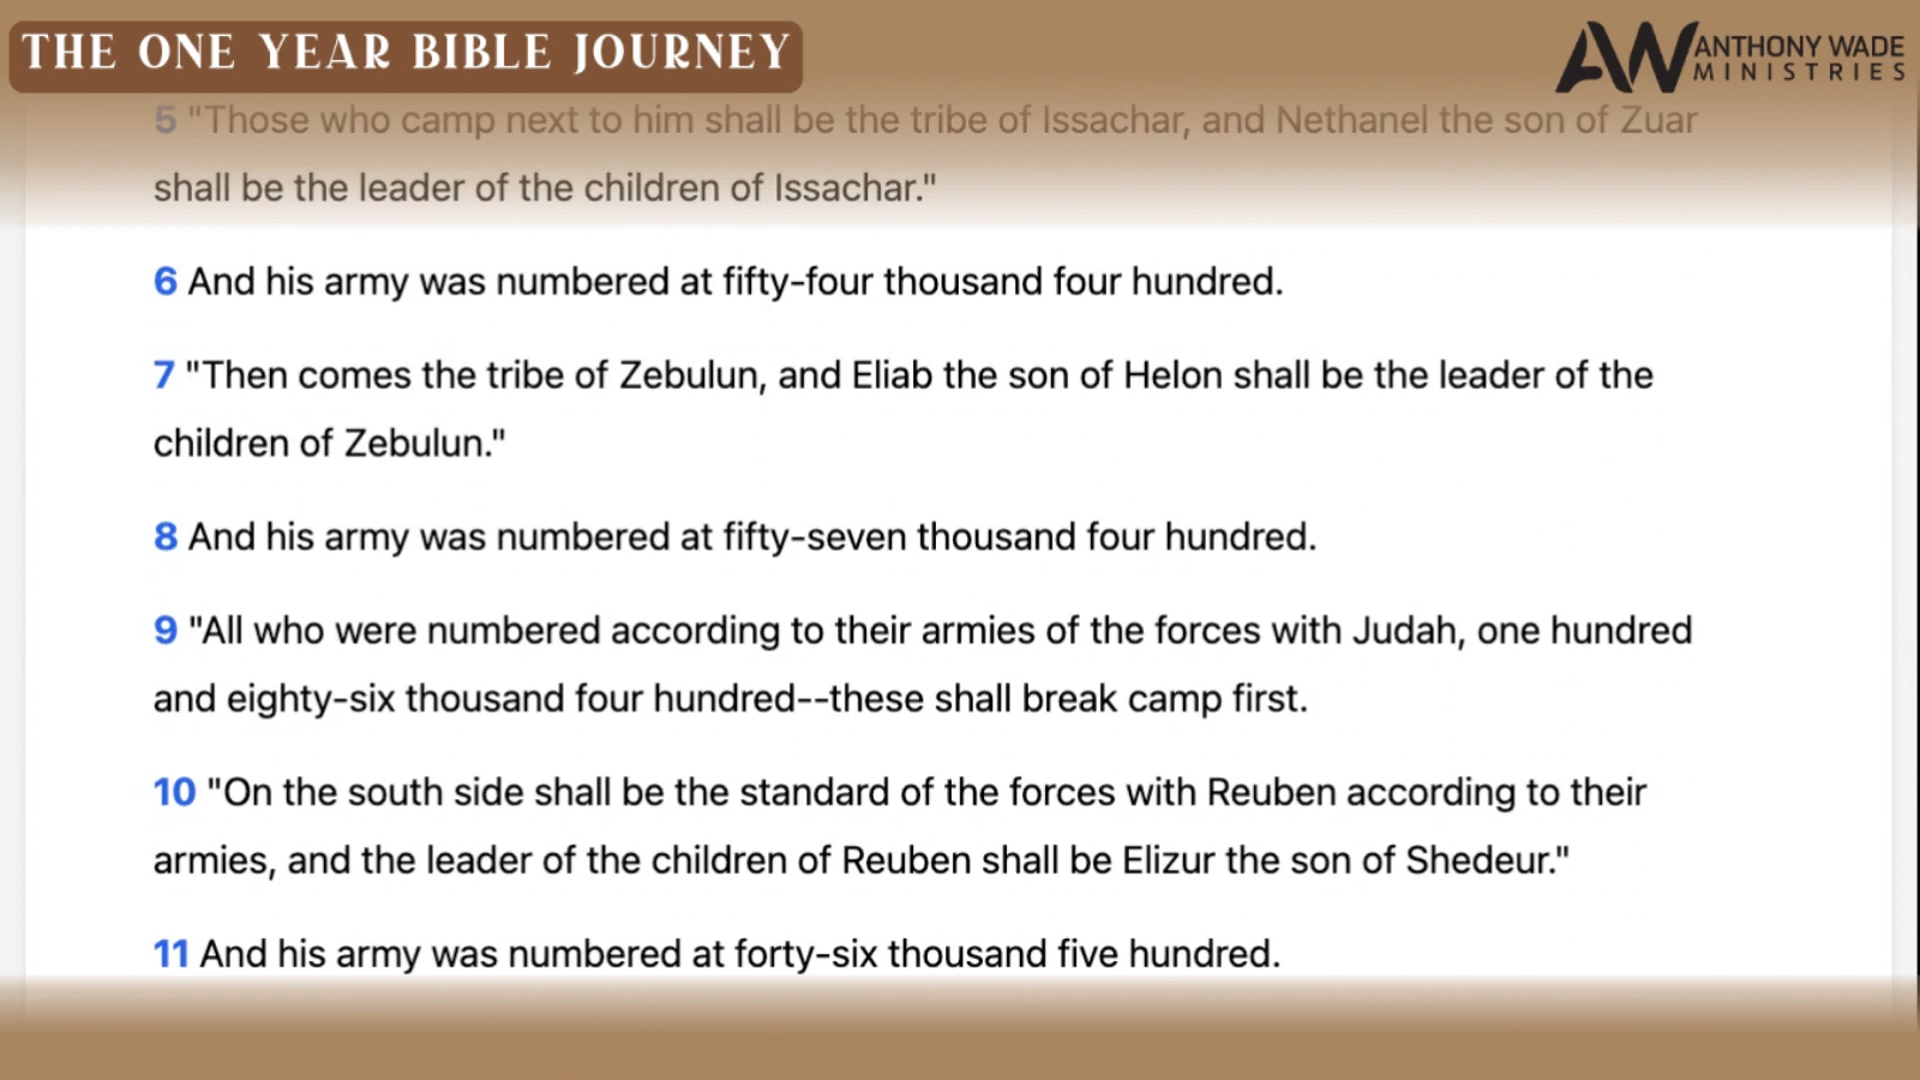 THE ONE YEAR BIBLE JOURNEY
AW ANTHONY WADE
MINISTRIES
5 "Those who camp next to him shall be the tribe of Issachar, and Nethanel the son of Zuar
shall be the leader of the children of Issachar."
6 And his army was numbered at fifty-four thousand four hundred.
7 "Then comes the tribe of Zebulun, and Eliab the son of Helon shall be the leader of the
children of Zebulun."
8 And his army was numbered at fifty-seven thousand four hundred.
9 "All who were numbered according to their armies of the forces with Judah, one hundred
and eighty-six thousand four hundred--these shall break camp first.
10 "On the south side shall be the standard of the forces with Reuben according to their
armies, and the leader of the children of Reuben shall be Elizur the son of Shedeur."
11 And his army was numbered at forty-six thousand five hundred.